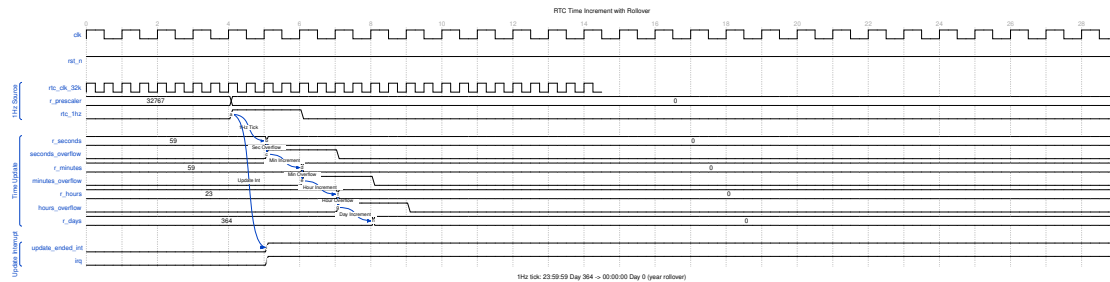 RTC Time Increment with Rollover
0 2 4 6 8 10 12 14 16 18 20 22 24 26 28
clk
rst_n
1Hz Source
rtc_clk_32k
r_prescaler 32767 0
rtc_1hz
1Hz Tick
Time Update
r_seconds 59 0
Sec Overflow
seconds_overflow
Min Increment
r_minutes 59 0
Min Overflow
minutes_overflow
Update Int
Hour Increment
r_hours 23 0
Hour Overflow
hours_overflow
Day Increment
r_days 364 0
Update Interrupt
update_ended_int
irq
1Hz tick: 23:59:59 Day 364 -> 00:00:00 Day 0 (year rollover)